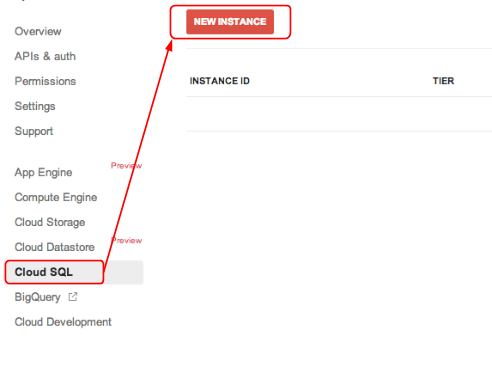 NEW INSTANCE
Overview
APIs & auth
Permissions
INSTANCE ID
TIER
Settings
Support
App Engine
Preview
Compute Engine
Cloud Storage
Cloud Datastore
Preview
Cloud SQL
BigQuery
Cloud Development